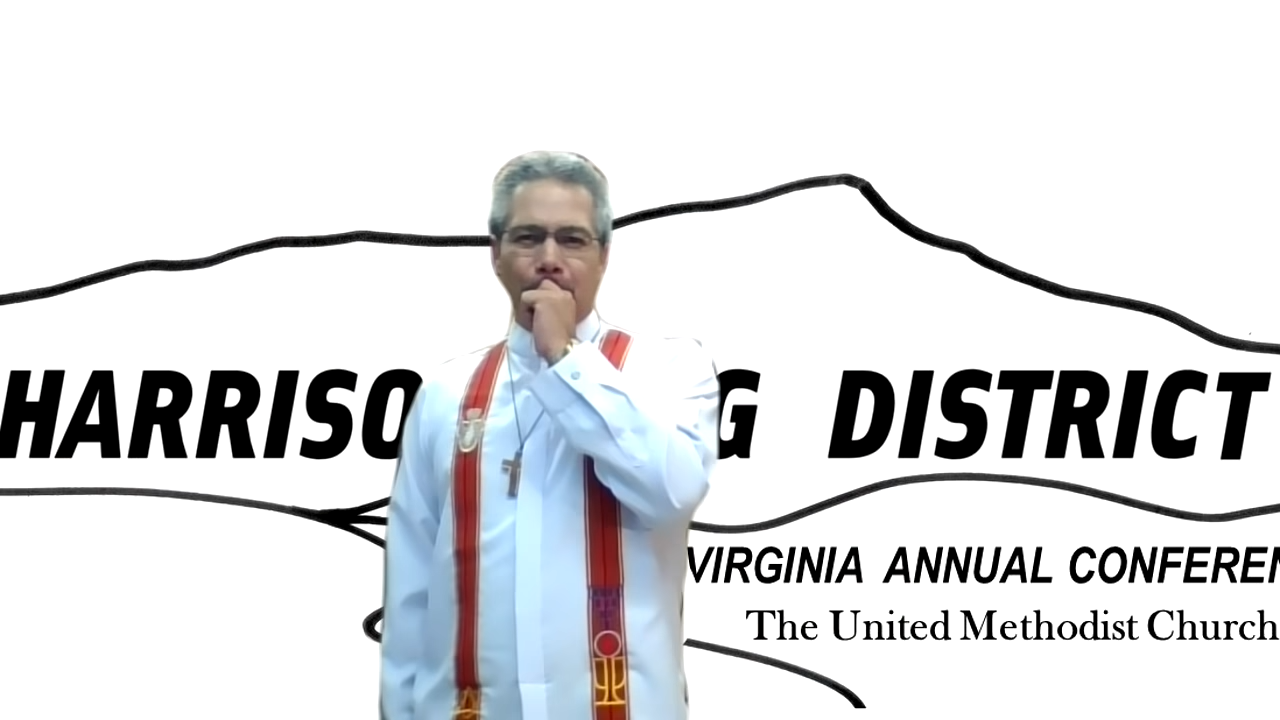 HARRISO G DISTRICT
VIRGINIA ANNUAL CONFEREN
The United Methodist Church